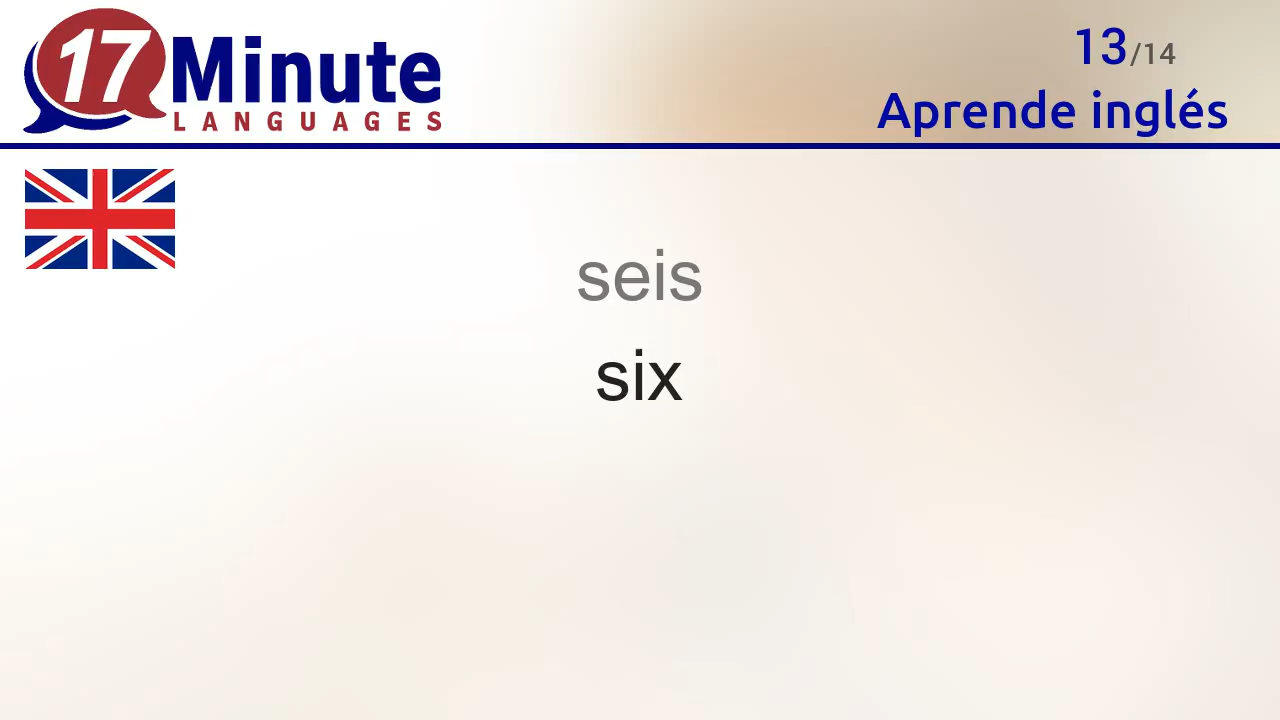 17 Minute
LANGUAGES
13/14
Aprende inglés
seis
six